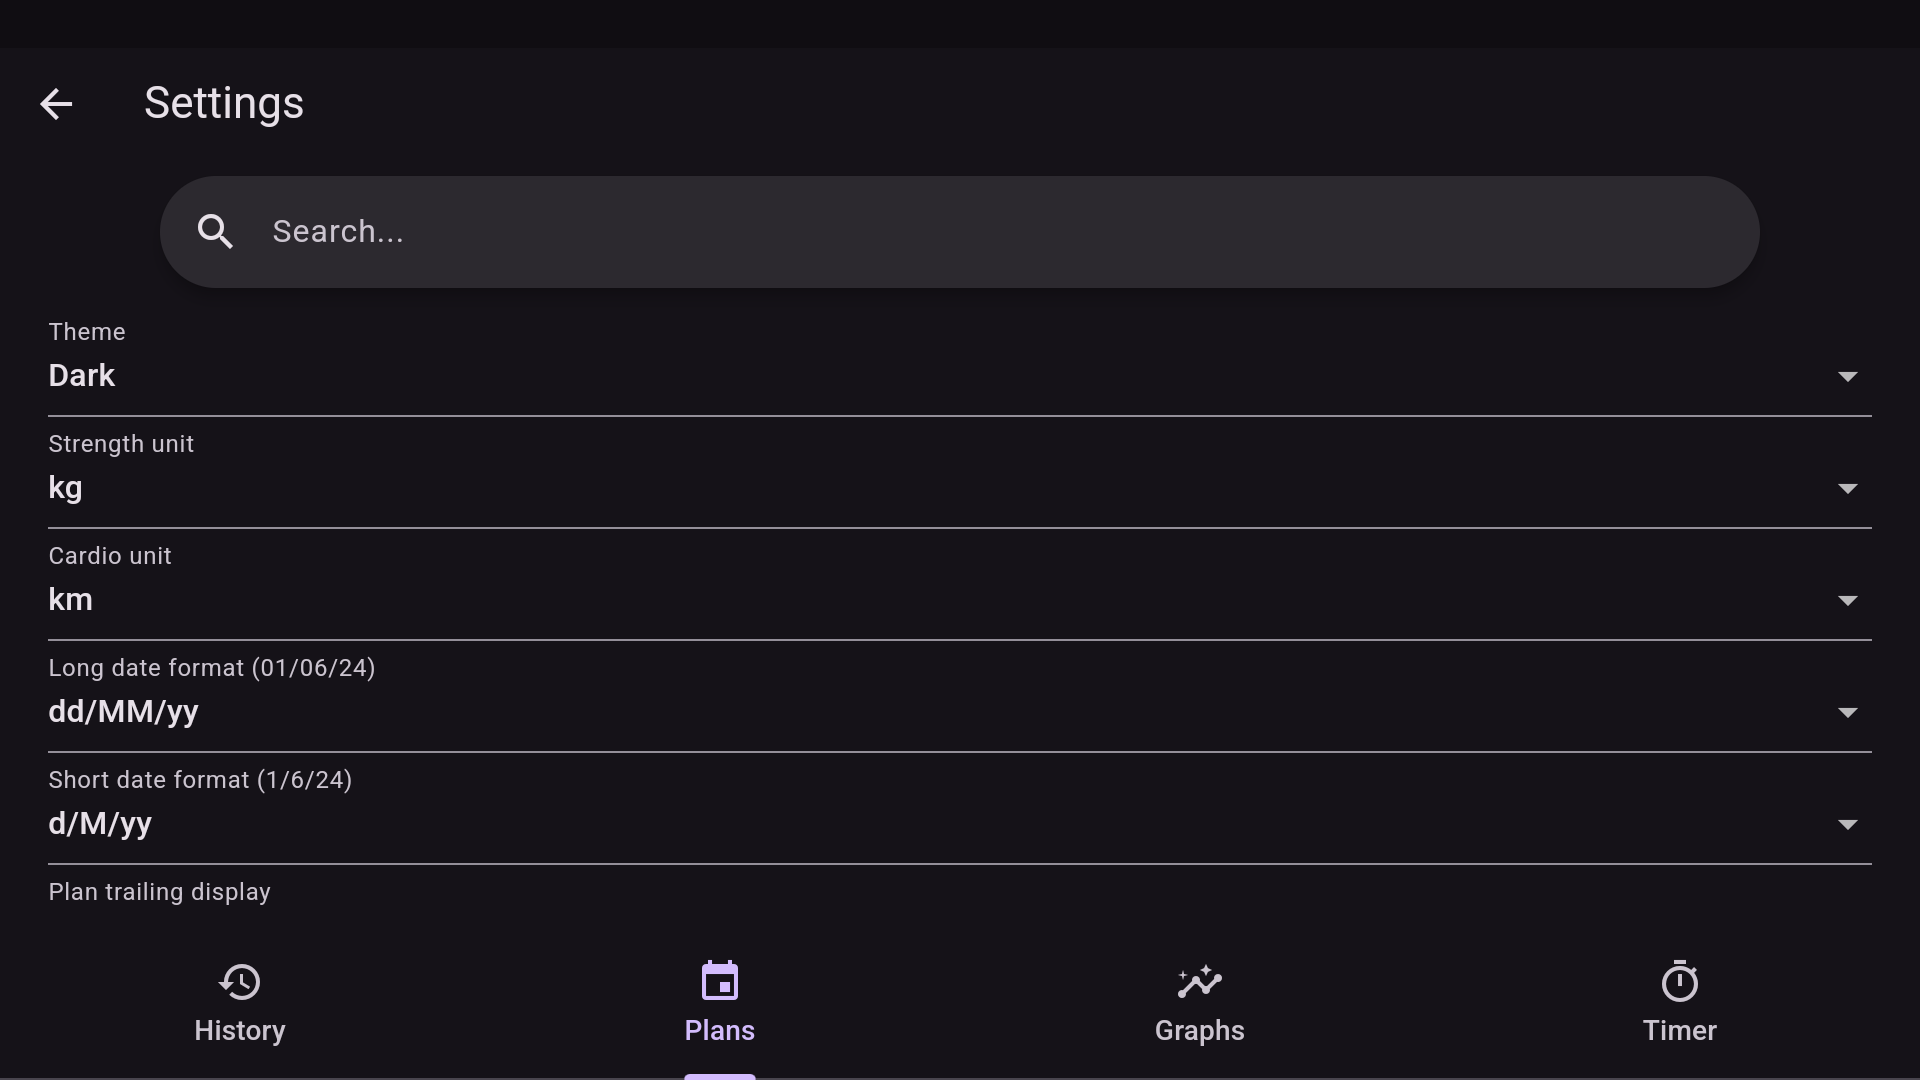 Settings
Search...
Theme
Dark
Strength unit
kg
Cardio unit
km
Long date format (01/06/24)
dd/MM/yy
Short date format (1/6/24)
d/M/yy
Plan trailing display
History
Plans
Graphs
Timer